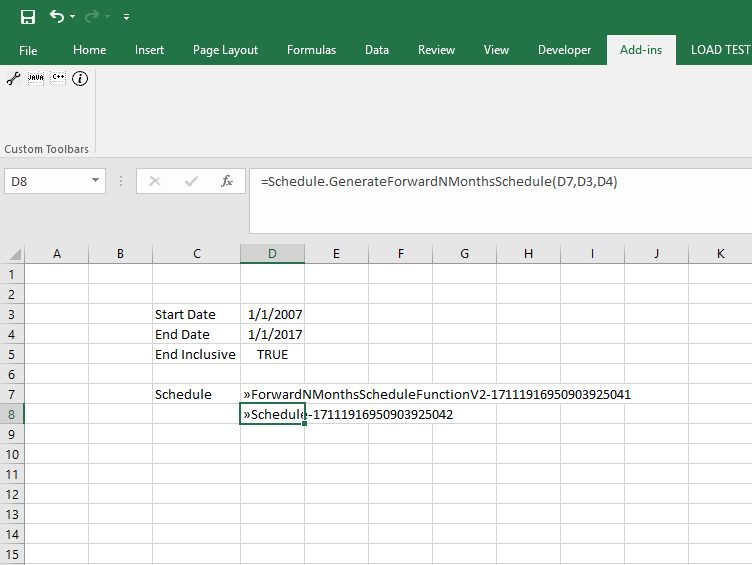 File Home Insert Page Layout Formulas Data Review View Developer Add-ins LOAD TEST
JAVA C++ i
Custom Toolbars
D8 fx =Schedule.GenerateForwardNMonthsSchedule(D7,D3,D4)
A B C D E F G H I J K
1
2
3 Start Date 1/1/2007
4 End Date 1/1/2017
5 End Inclusive TRUE
6
7 Schedule »ForwardNMonthsScheduleFunctionV2-17111916950903925041
8 »Schedule-17111916950903925042
9
10
11
12
13
14
15